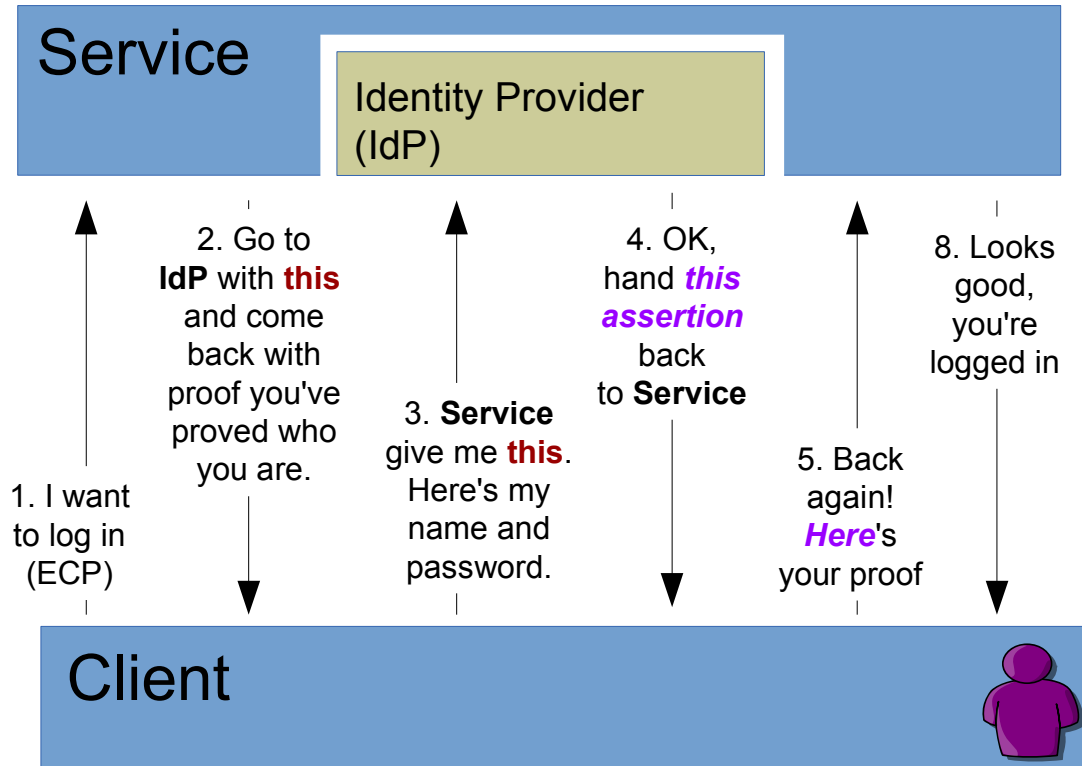 Service
Identity Provider
(IdP)
1. I want
to log in
(ECP)
2. Go to
IdP with this
and come
back with
proof you've
proved who
you are.
3. Service
give me this.
Here's my
name and
password.
4. OK,
hand this
assertion
back
to Service
5. Back
again!
Here's
your proof
8. Looks
good,
you're
logged in
Client